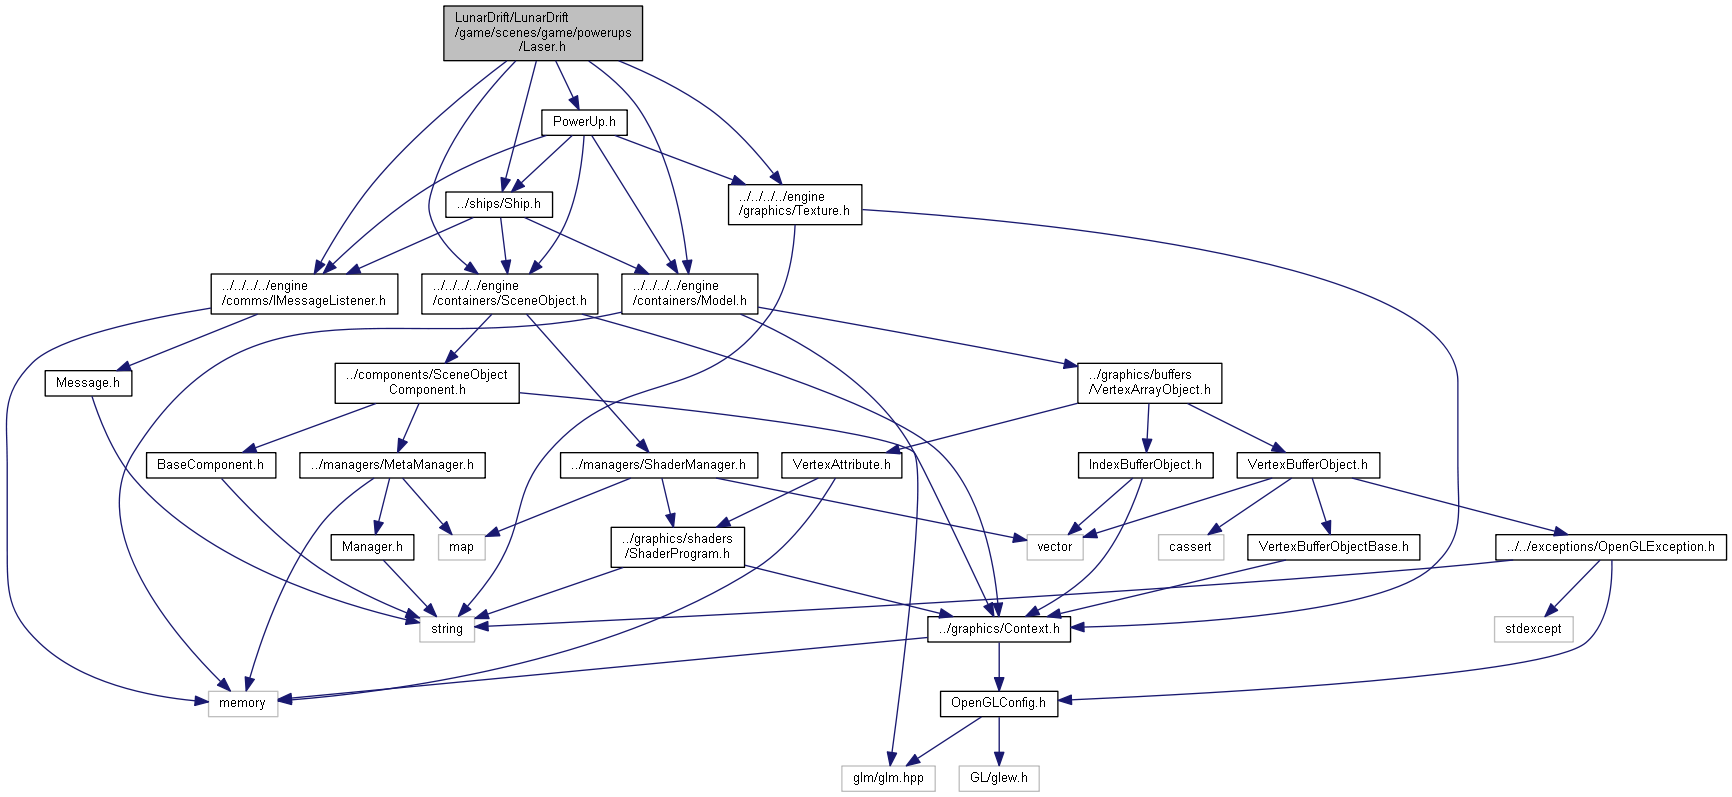 LunarDrift/LunarDrift
/game/scenes/game/powerups
/Laser.h
PowerUp.h
../ships/Ship.h
../../../../engine
/graphics/Texture.h
../../../../engine
/comms/IMessageListener.h
../../../../engine
/containers/SceneObject.h
../../../../engine
/containers/Model.h
Message.h
../components/SceneObject
Component.h
../graphics/buffers
/VertexArrayObject.h
BaseComponent.h
../managers/MetaManager.h
../managers/ShaderManager.h
VertexAttribute.h
IndexBufferObject.h
VertexBufferObject.h
Manager.h
map
../graphics/shaders
/ShaderProgram.h
vector
cassert
VertexBufferObjectBase.h
../../exceptions/OpenGLException.h
string
../graphics/Context.h
stdexcept
memory
OpenGLConfig.h
glm/glm.hpp
GL/glew.h